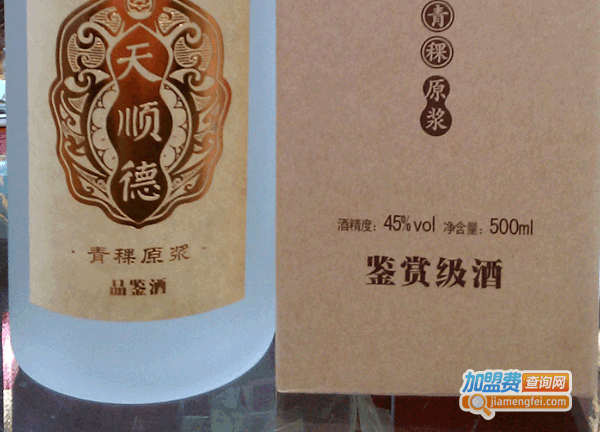 天顺德
·青稞原浆·
品鉴酒
青稞原浆
酒精度: 45%vol 净含量: 500ml
鉴赏级酒
加盟费查询网
jiamengfei.com